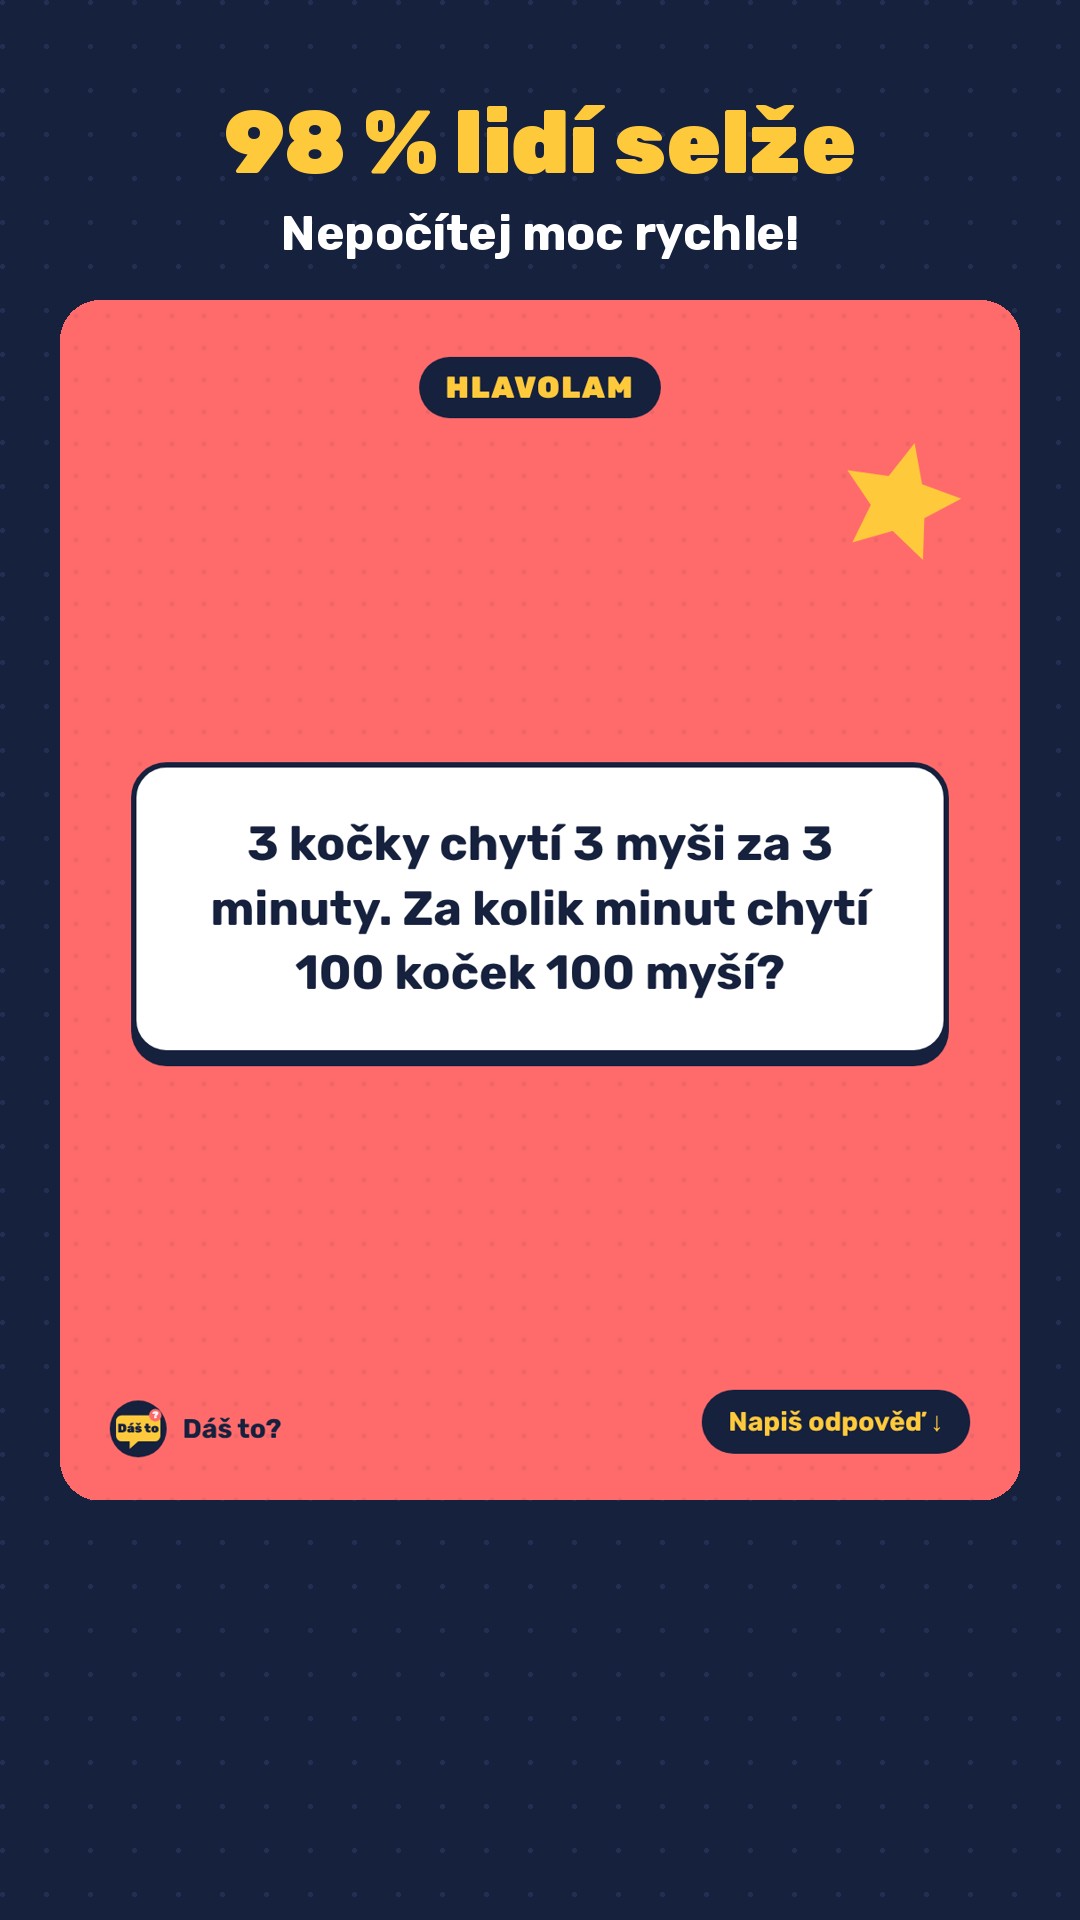 98 % lidí selže
Nepočítej moc rychle!
HLAVOLAM
3 kočky chytí 3 myši za 3
minuty. Za kolik minut chytí
100 koček 100 myší?
Dáš to
?
Dáš to?
Napiš odpověď ↓